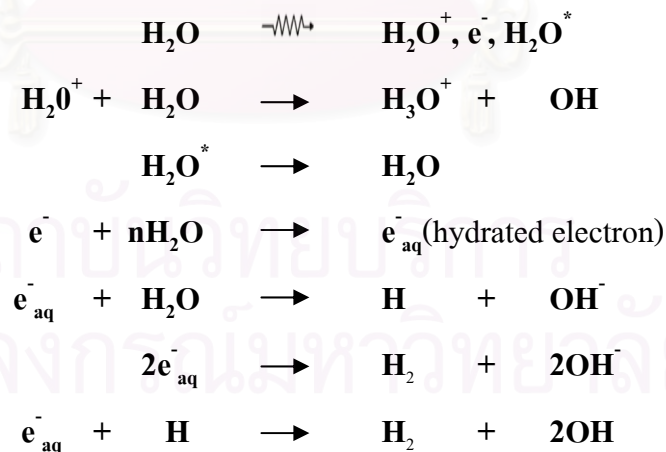 H₂O ⟶ H₂O⁺, e⁻, H₂O*
H₂0⁺ + H₂O ⟶ H₃O⁺ + OH
H₂O* ⟶ H₂O
e⁻ + nH₂O ⟶ e⁻aq(hydrated electron)
e⁻aq + H₂O ⟶ H + OH⁻
2e⁻aq ⟶ H₂ + 2OH⁻
e⁻aq + H ⟶ H₂ + 2OH